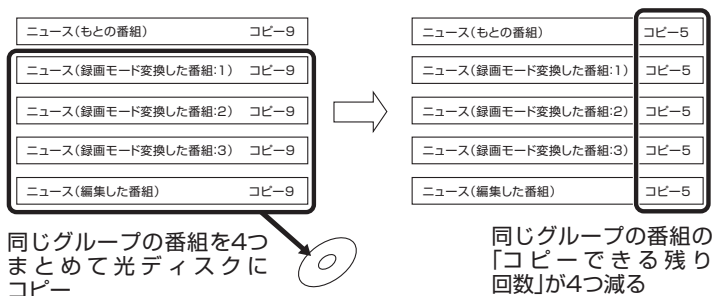 ニュース（もとの番組） コピー9
ニュース（録画モード変換した番組:1） コピー9
ニュース（録画モード変換した番組:2） コピー9
ニュース（録画モード変換した番組:3） コピー9
ニュース（編集した番組） コピー9
同じグループの番組を4つ
まとめて光ディスクに
コピー
ニュース（もとの番組） コピー5
ニュース（録画モード変換した番組:1） コピー5
ニュース（録画モード変換した番組:2） コピー5
ニュース（録画モード変換した番組:3） コピー5
ニュース（編集した番組） コピー5
同じグループの番組の
「コピーできる残り
回数」が4つ減る